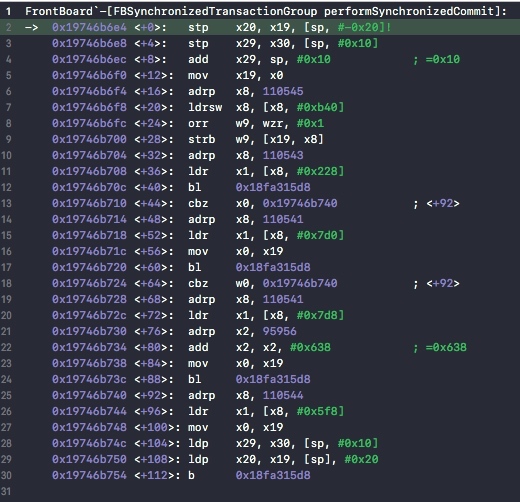 1 FrontBoard`-[FBSynchronizedTransactionGroup performSynchronizedCommit]:
2 -> 0x19746b6e4 <+0>: stp x20, x19, [sp, #-0x20]!
3 0x19746b6e8 <+4>: stp x29, x30, [sp, #0x10]
4 0x19746b6ec <+8>: add x29, sp, #0x10 ; =0x10
5 0x19746b6f0 <+12>: mov x19, x0
6 0x19746b6f4 <+16>: adrp x8, 110545
7 0x19746b6f8 <+20>: ldrsw x8, [x8, #0xb40]
8 0x19746b6fc <+24>: orr w9, wzr, #0x1
9 0x19746b700 <+28>: strb w9, [x19, x8]
10 0x19746b704 <+32>: adrp x8, 110543
11 0x19746b708 <+36>: ldr x1, [x8, #0x228]
12 0x19746b70c <+40>: bl 0x18fa315d8
13 0x19746b710 <+44>: cbz x0, 0x19746b740 ; <+92>
14 0x19746b714 <+48>: adrp x8, 110541
15 0x19746b718 <+52>: ldr x1, [x8, #0x7d0]
16 0x19746b71c <+56>: mov x0, x19
17 0x19746b720 <+60>: bl 0x18fa315d8
18 0x19746b724 <+64>: cbz w0, 0x19746b740 ; <+92>
19 0x19746b728 <+68>: adrp x8, 110541
20 0x19746b72c <+72>: ldr x1, [x8, #0x7d8]
21 0x19746b730 <+76>: adrp x2, 95956
22 0x19746b734 <+80>: add x2, x2, #0x638 ; =0x638
23 0x19746b738 <+84>: mov x0, x19
24 0x19746b73c <+88>: bl 0x18fa315d8
25 0x19746b740 <+92>: adrp x8, 110544
26 0x19746b744 <+96>: ldr x1, [x8, #0x5f8]
27 0x19746b748 <+100>: mov x0, x19
28 0x19746b74c <+104>: ldp x29, x30, [sp, #0x10]
29 0x19746b750 <+108>: ldp x20, x19, [sp], #0x20
30 0x19746b754 <+112>: b 0x18fa315d8
31